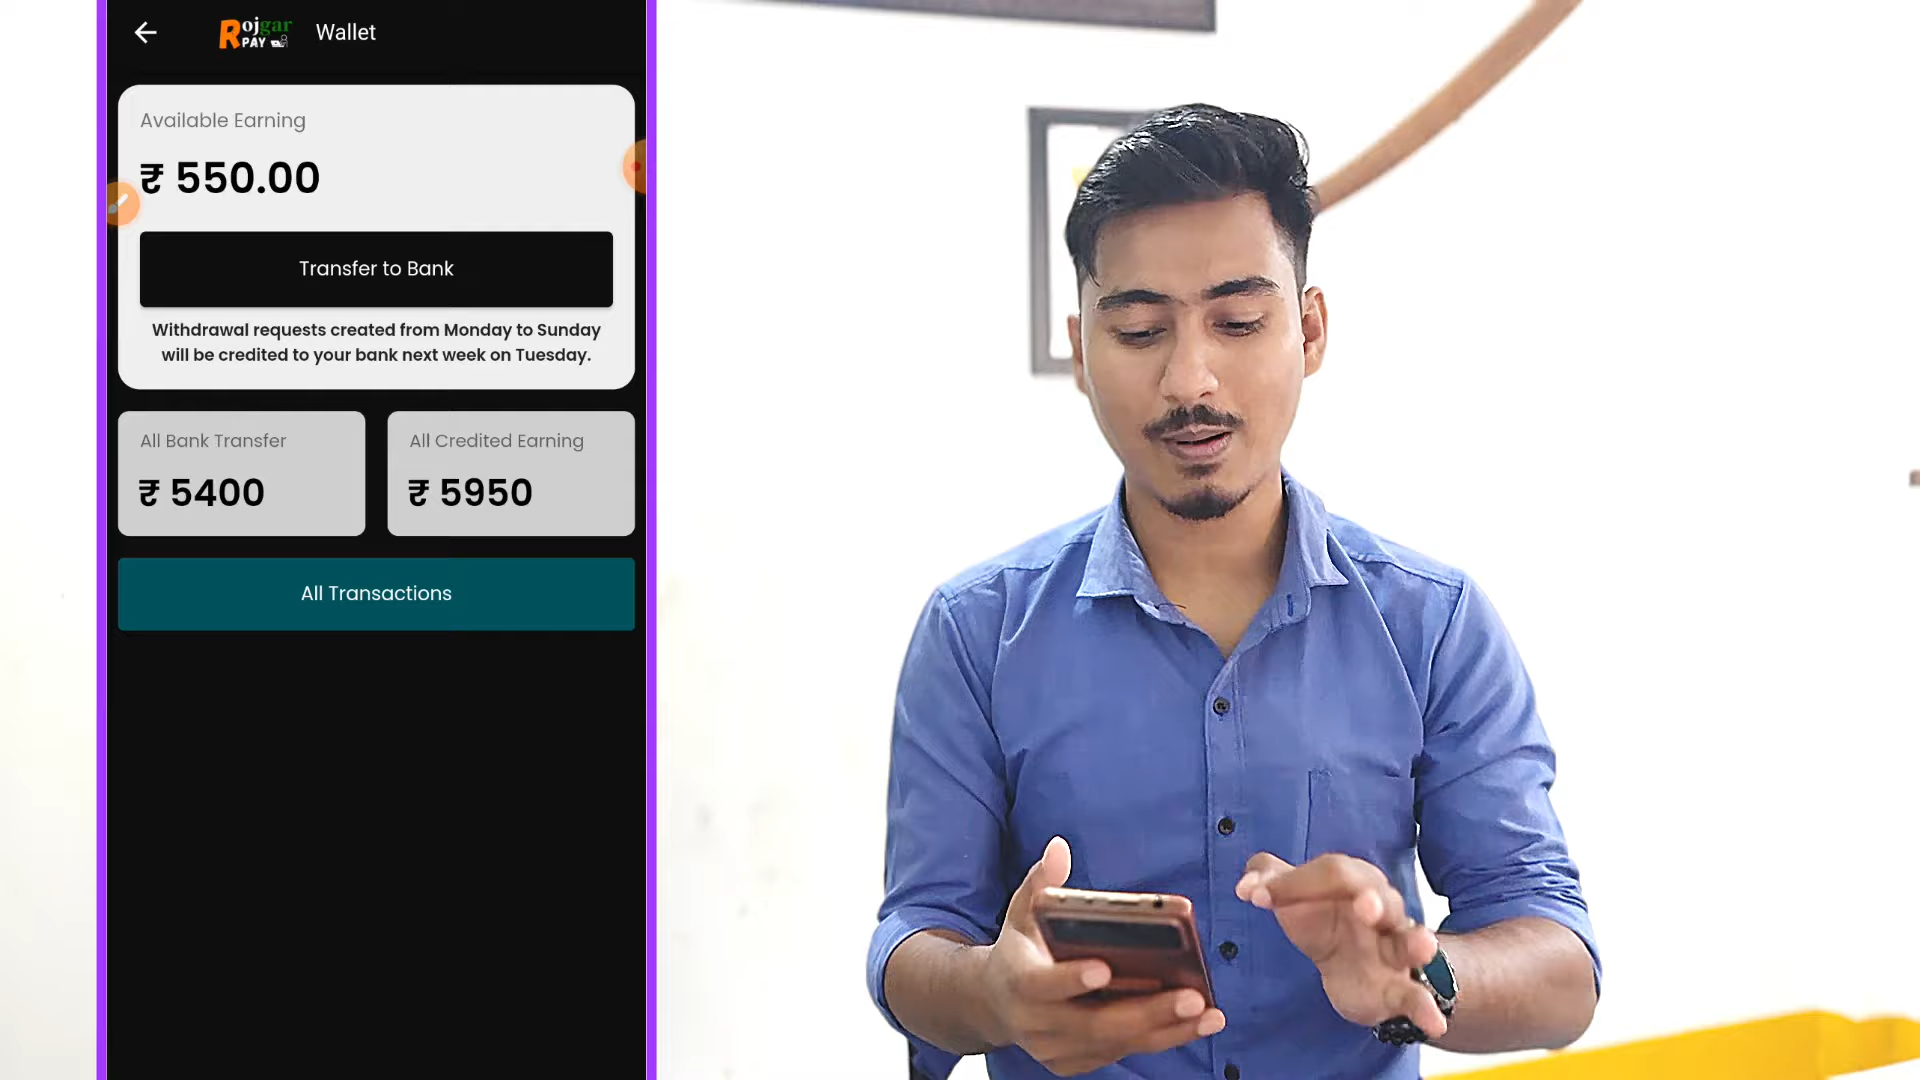 Rojgar
PAY
Wallet
Available Earning
₹ 550.00
Transfer to Bank
Withdrawal requests created from Monday to Sunday
will be credited to your bank next week on Tuesday.
All Bank Transfer
₹ 5400
All Credited Earning
₹ 5950
All Transactions